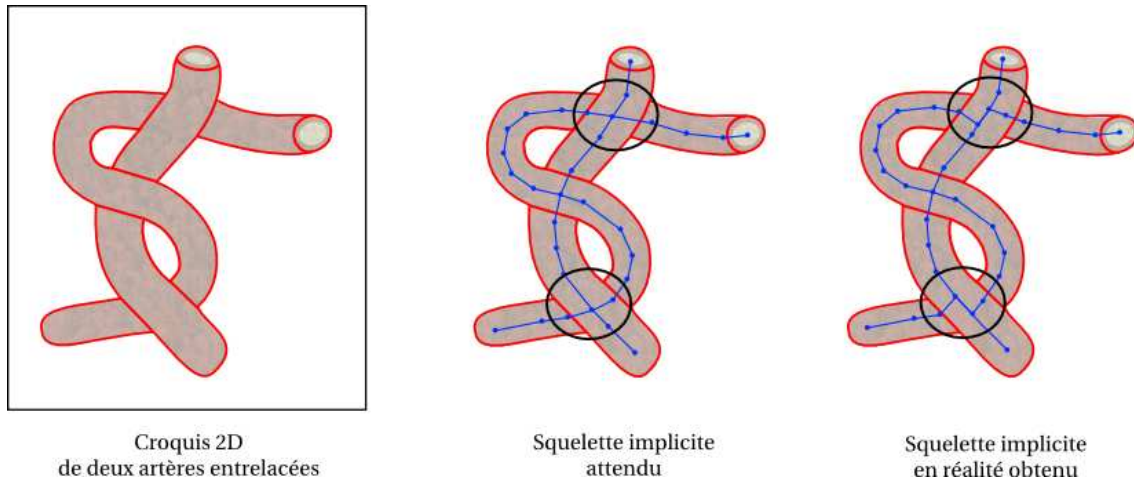 Croquis 2D
de deux artères entrelacées
Squelette implicite
attendu
Squelette implicite
en réalité obtenu